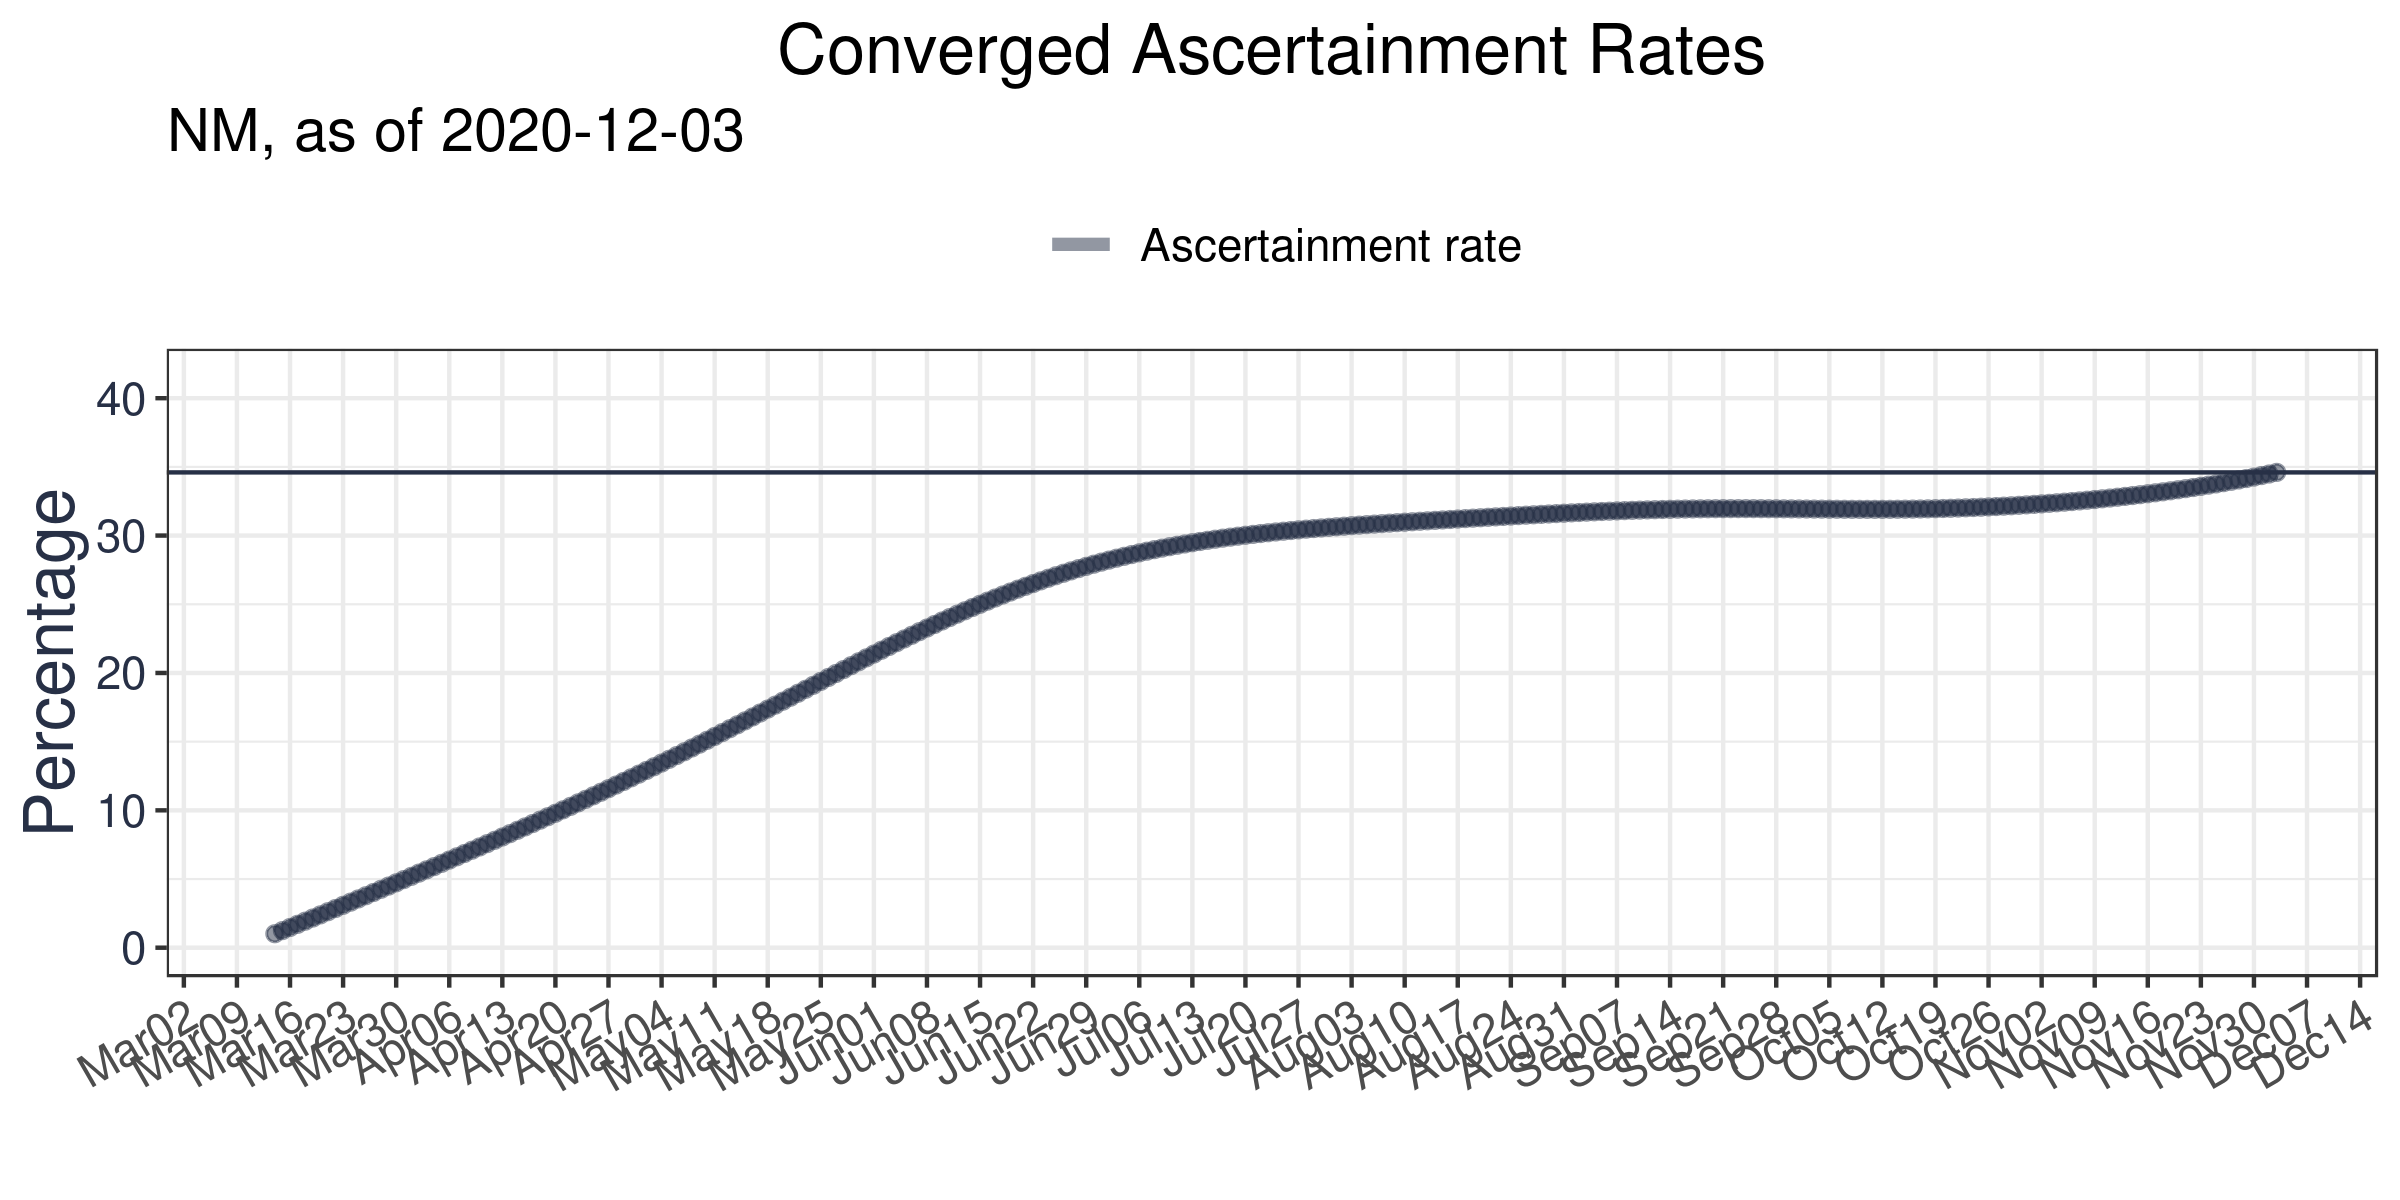 Converged Ascertainment Rates
NM, as of 2020-12-03
Ascertainment rate
Percentage
40
30
20
10
0
Mar02
Mar09
Mar16
Mar23
Mar30
Apr06
Apr13
Apr20
Apr27
May04
May11
May18
May25
Jun01
Jun08
Jun15
Jun22
Jun29
Jul06
Jul13
Jul20
Jul27
Aug03
Aug10
Aug17
Aug24
Aug31
Sep07
Sep14
Sep21
Sep28
Oct05
Oct12
Oct19
Oct26
Nov02
Nov09
Nov16
Nov23
Nov30
Dec07
Dec14